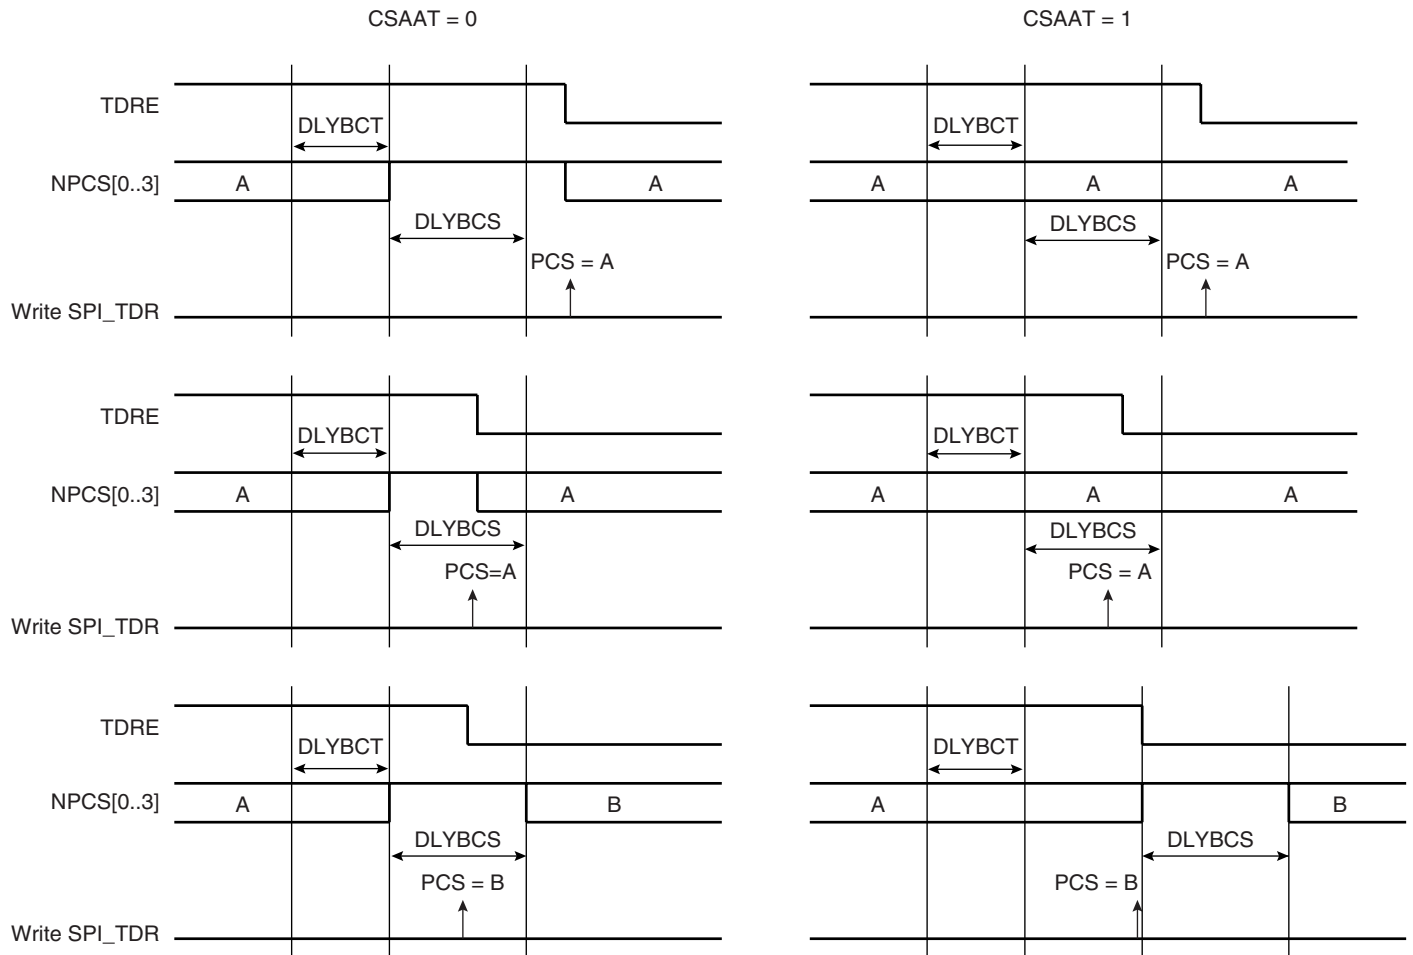 CSAAT = 0 CSAAT = 1
TDRE
DLYBCT DLYBCT
NPCS[0..3] A A A A A
DLYBCS DLYBCS
PCS = A PCS = A
Write SPI_TDR
TDRE
DLYBCT DLYBCT
NPCS[0..3] A A A A A
DLYBCS DLYBCS
PCS=A PCS = A
Write SPI_TDR
TDRE
DLYBCT DLYBCT
NPCS[0..3] A B A B
DLYBCS DLYBCS
PCS = B PCS = B
Write SPI_TDR